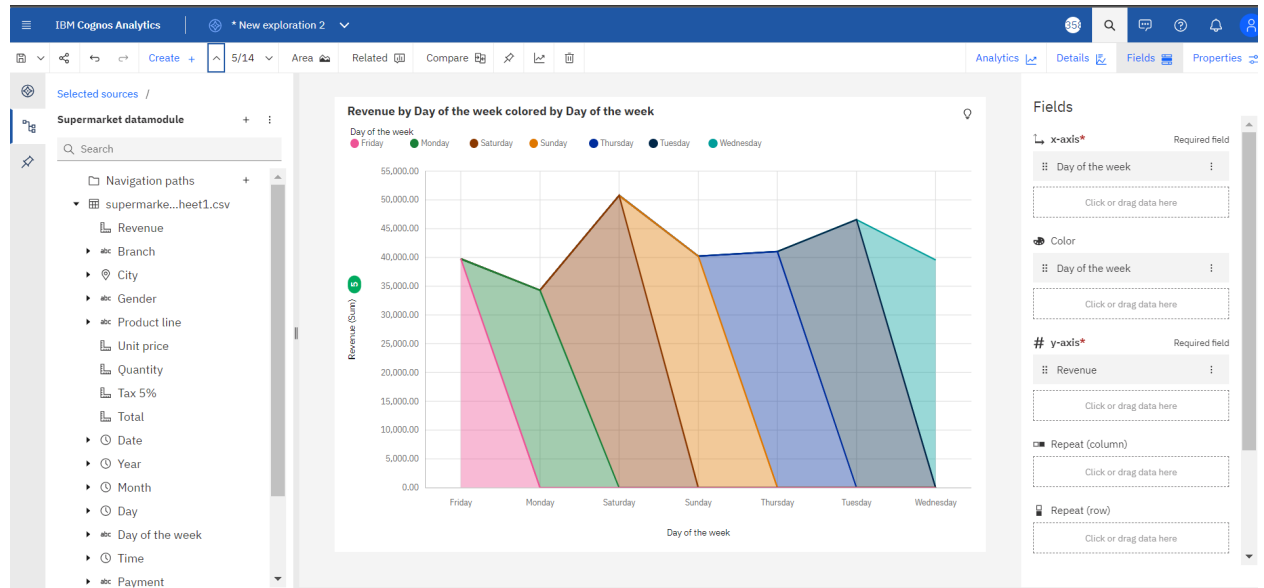 IBM Cognos Analytics
* New exploration 2
Create +
5/14
Area
Related
Compare
Analytics
Details
Fields
Properties
Selected sources /
Supermarket datamodule
Search
Navigation paths
supermarke...heet1.csv
Revenue
abc Branch
City
abc Gender
abc Product line
Unit price
Quantity
Tax 5%
Total
Date
Year
Month
Day
abc Day of the week
Time
abc Payment
Revenue by Day of the week colored by Day of the week
Day of the week
Friday Monday Saturday Sunday Thursday Tuesday Wednesday
55,000.00
50,000.00
45,000.00
40,000.00
35,000.00
30,000.00
25,000.00
20,000.00
15,000.00
10,000.00
5,000.00
0.00
Revenue (Sum) 5
Friday Monday Saturday Sunday Thursday Tuesday Wednesday
Day of the week
Fields
x-axis* Required field
Day of the week
Click or drag data here
Color
Day of the week
Click or drag data here
# y-axis* Required field
Revenue
Click or drag data here
Repeat (column)
Click or drag data here
Repeat (row)
Click or drag data here